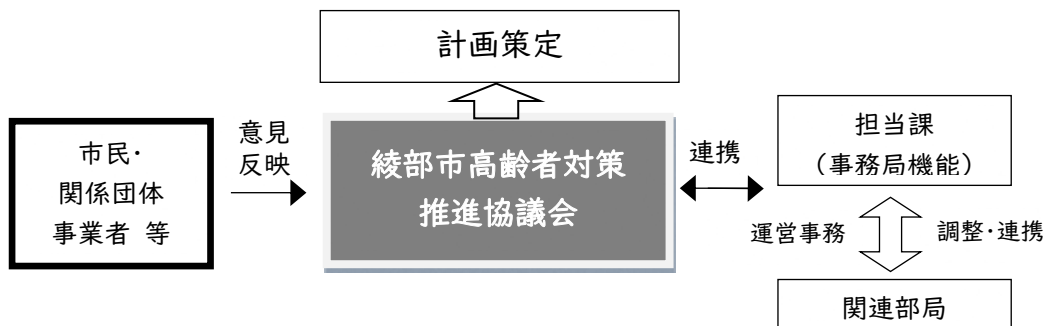 計画策定
市民・
関係団体
事業者 等
意見
反映
綾部市高齢者対策
推進協議会
連携
担当課
(事務局機能)
運営事務
調整・連携
関連部局